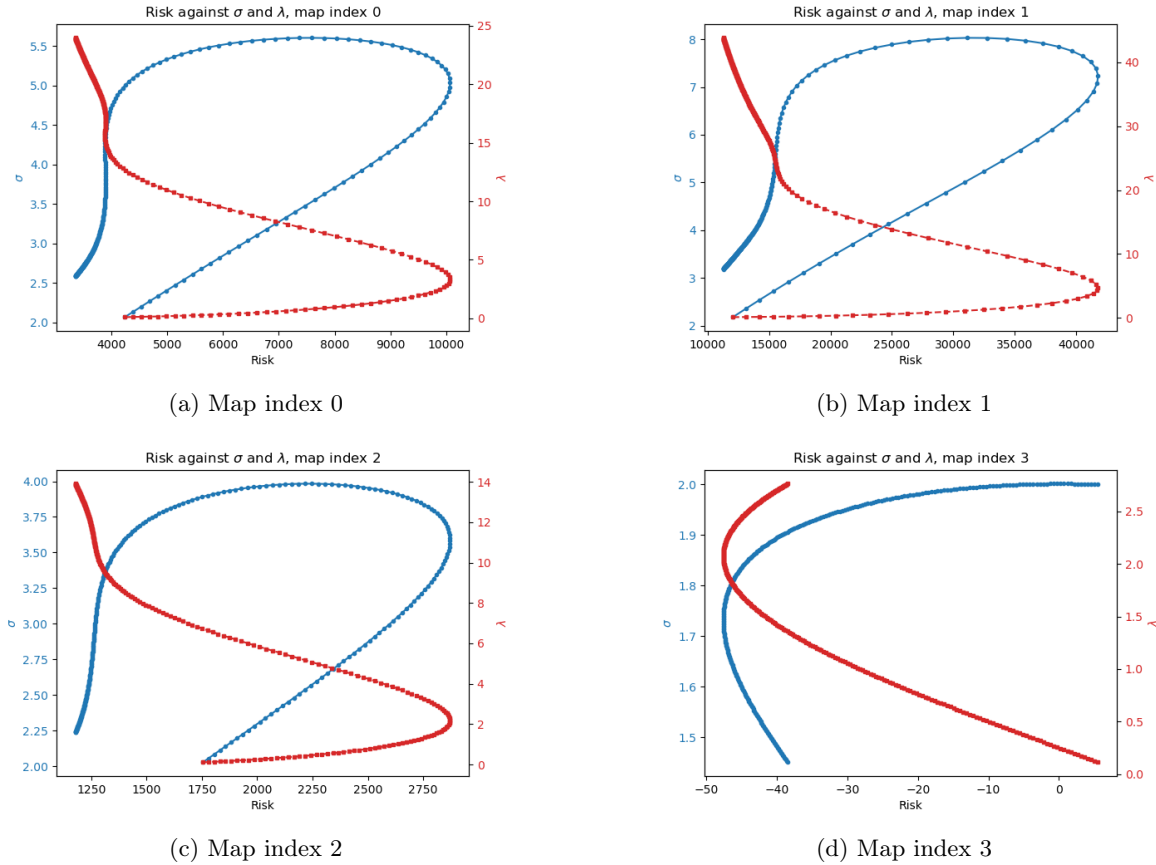 Risk against σ and λ, map index 0
5.5
5.0
4.5
4.0
3.5
3.0
2.5
2.0
σ
25
20
15
10
5
0
λ
4000 5000 6000 7000 8000 9000 10000
Risk
(a) Map index 0
Risk against σ and λ, map index 1
8
7
6
5
4
3
2
σ
40
30
20
10
0
λ
10000 15000 20000 25000 30000 35000 40000
Risk
(b) Map index 1
Risk against σ and λ, map index 2
4.00
3.75
3.50
3.25
3.00
2.75
2.50
2.25
2.00
σ
14
12
10
8
6
4
2
0
λ
1250 1500 1750 2000 2250 2500 2750
Risk
(c) Map index 2
Risk against σ and λ, map index 3
2.0
1.9
1.8
1.7
1.6
1.5
σ
2.5
2.0
1.5
1.0
0.5
0.0
λ
−50 −40 −30 −20 −10 0
Risk
(d) Map index 3